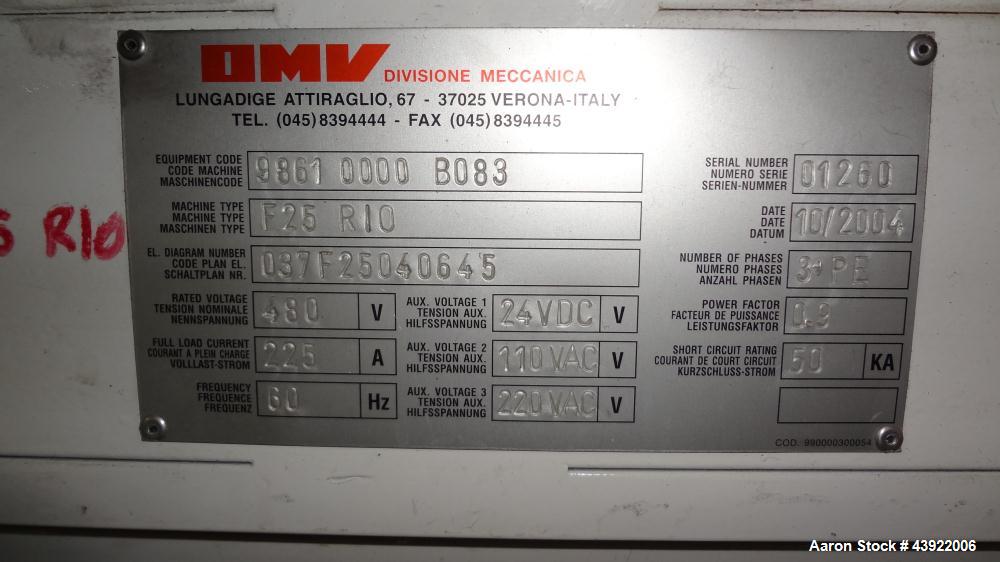 OMV DIVISIONE MECCANICA
LUNGADIGE ATTIRAGLIO, 67 - 37025 VERONA-ITALY
TEL. (045) 8394444 - FAX (045) 8394445
EQUIPMENT CODE
CODE MACHINE
MASCHINENCODE
9861 0000 B083
SERIAL NUMBER
NUMERO SERIE
SERIEN-NUMMER
01260
MACHINE TYPE
MACHINE TYPE
MASCHINEN TYPE
F25 RIO
DATE
DATE
DATUM
10/2004
EL. DIAGRAM NUMBER
CODE PLAN EL.
SCHALTPLAN NR.
037F25040645
NUMBER OF PHASES
NUMERO PHASES
ANZAHL PHASEN
3+PE
RATED VOLTAGE
TENSION NOMINALE
NENNSPANNUNG
480 V
AUX. VOLTAGE 1
TENSION AUX.
HILFSSPANNUNG
24VDC V
POWER FACTOR
FACTEUR DE PUISSANCE
LEISTUNGSFAKTOR
0.9
FULL LOAD CURRENT
COURANT A PLEIN CHARGE
VOLLLAST-STROM
225 A
AUX. VOLTAGE 2
TENSION AUX.
HILFSSPANNUNG
110 VAC V
SHORT CIRCUIT RATING
COURANT DE COURT CIRCUIT
KURZSCHLUSS-STROM
50 KA
FREQUENCY
FREQUENCE
FREQUENZ
60 Hz
AUX. VOLTAGE 3
TENSION AUX.
HILFSSPANNUNG
220 VAC V
COD. 990000300054
RIO
Aaron Stock # 43922006